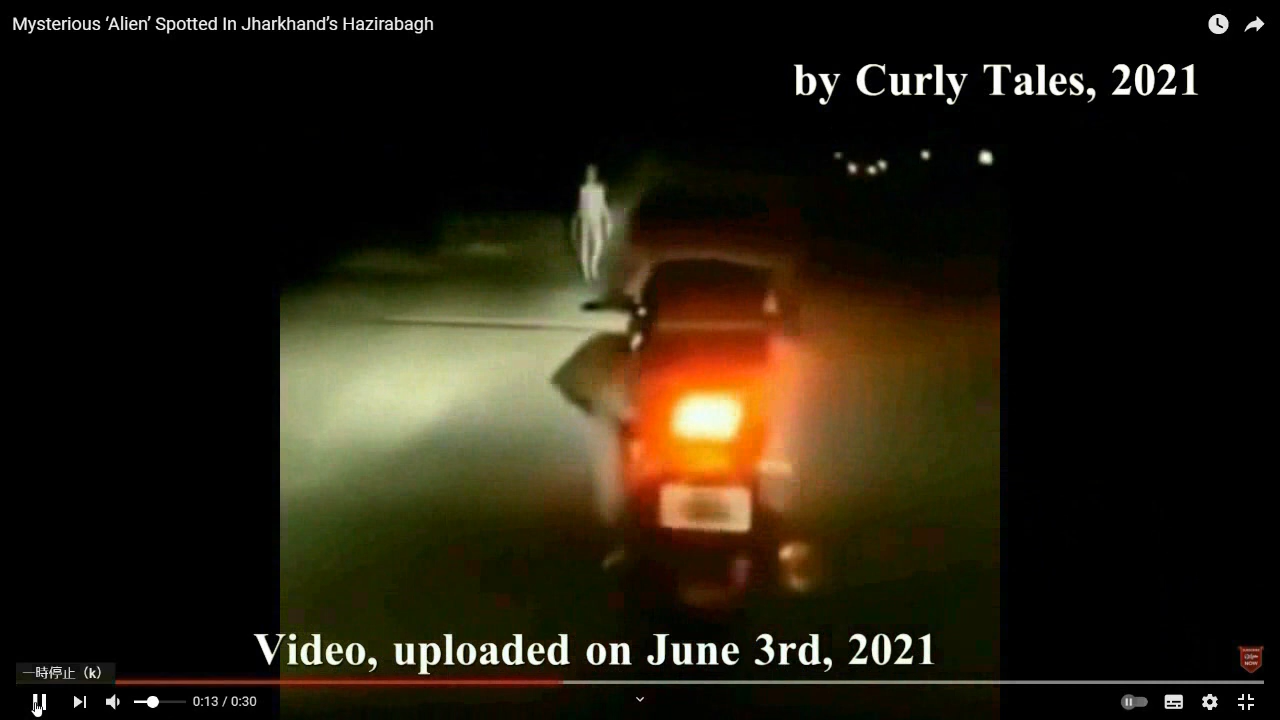 Mysterious ‘Alien’ Spotted In Jharkhand’s Hazirabagh
by Curly Tales, 2021
Video, uploaded on June 3rd, 2021
一時停止（k）
0:13 / 0:30